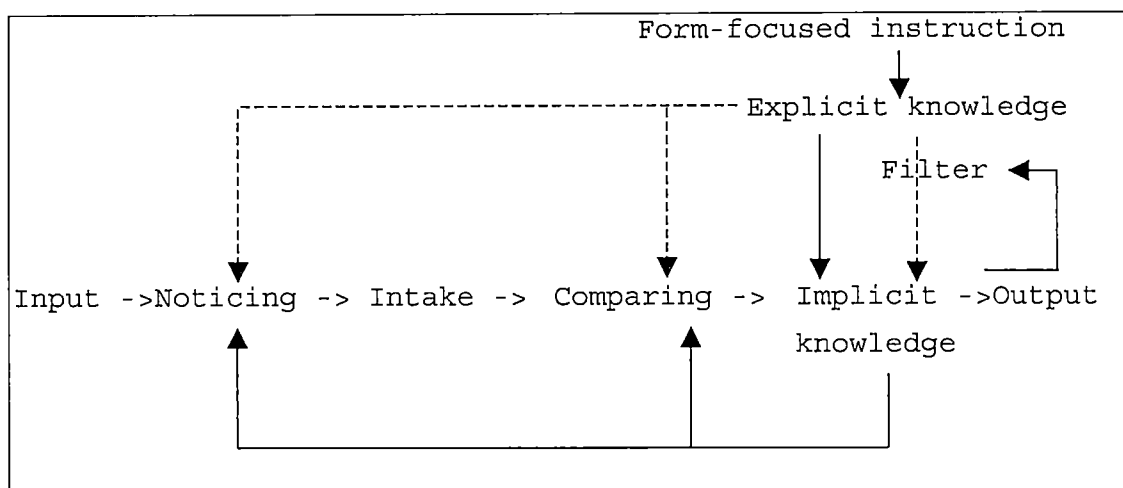 Form-focused instruction
Explicit knowledge
Filter
Input ->Noticing -> Intake -> Comparing -> Implicit ->Output
knowledge